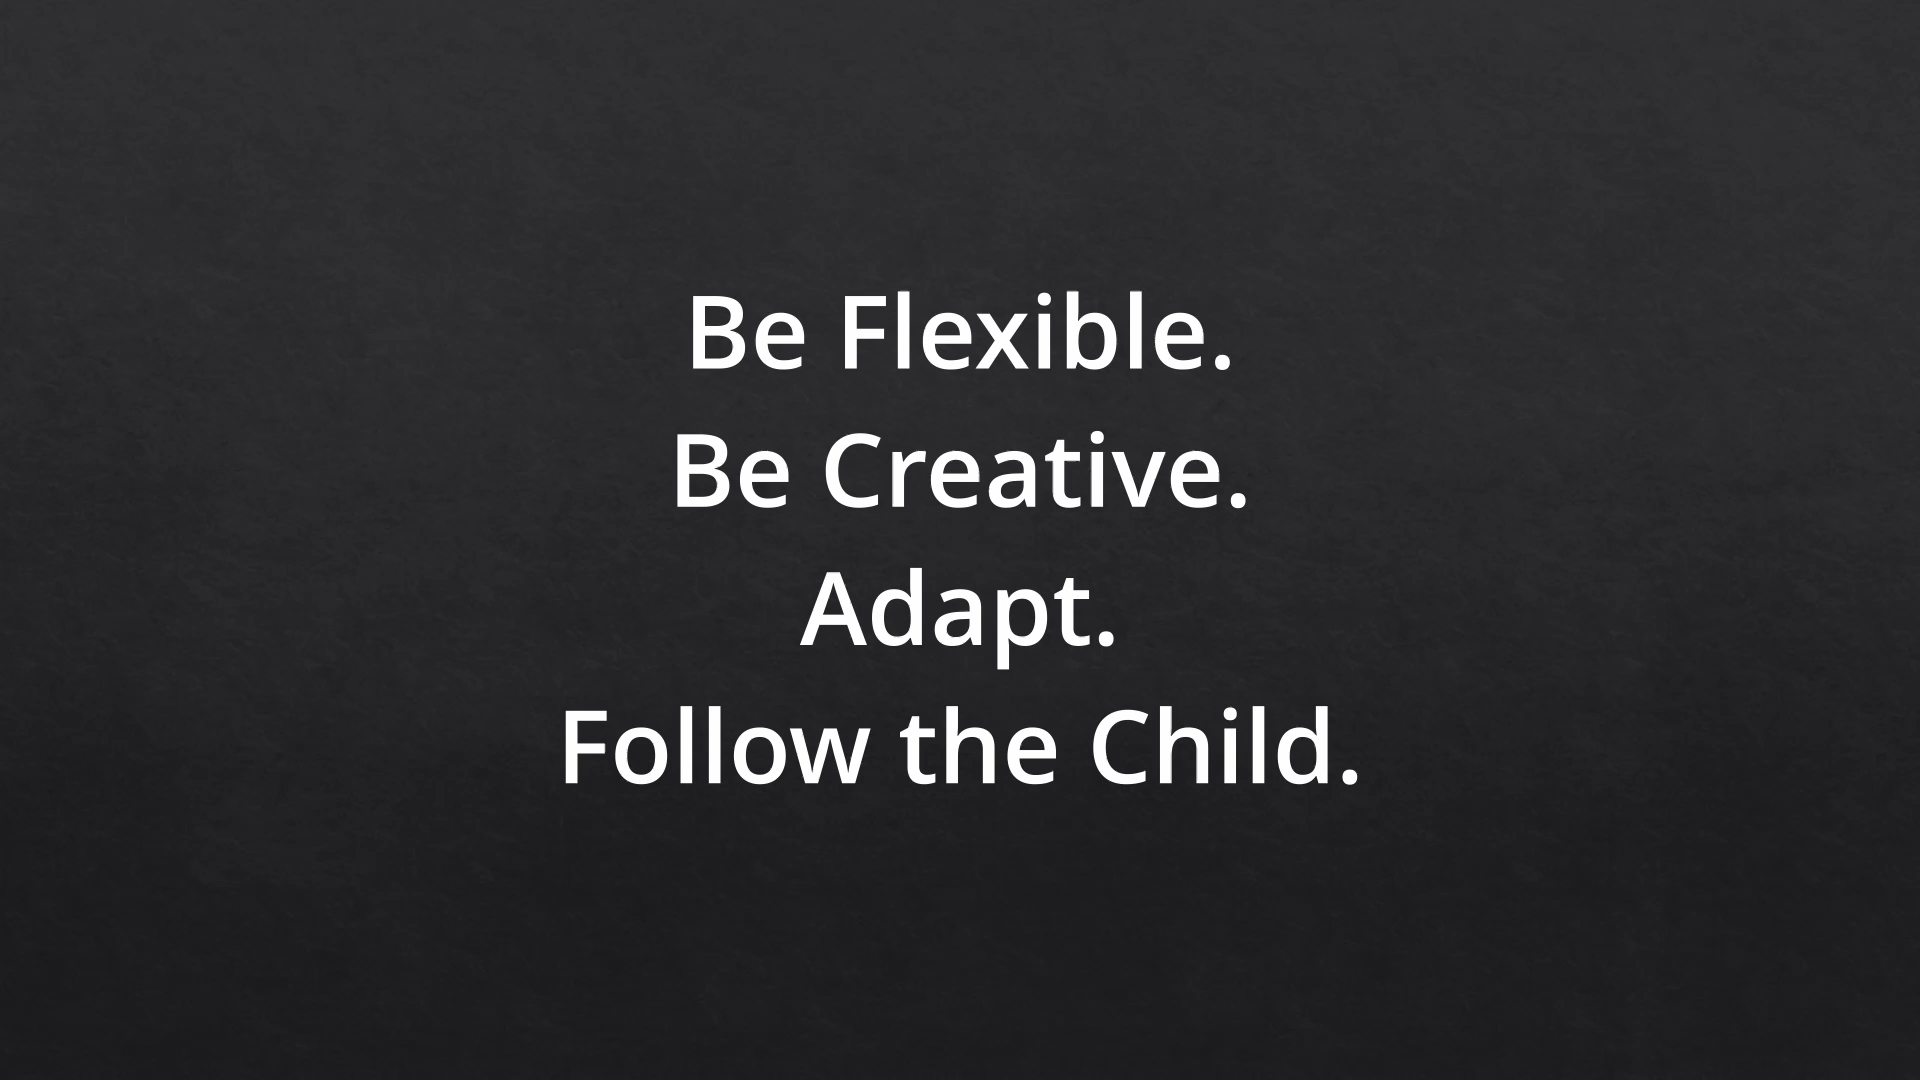 Be Flexible.
Be Creative.
Adapt.
Follow the Child.